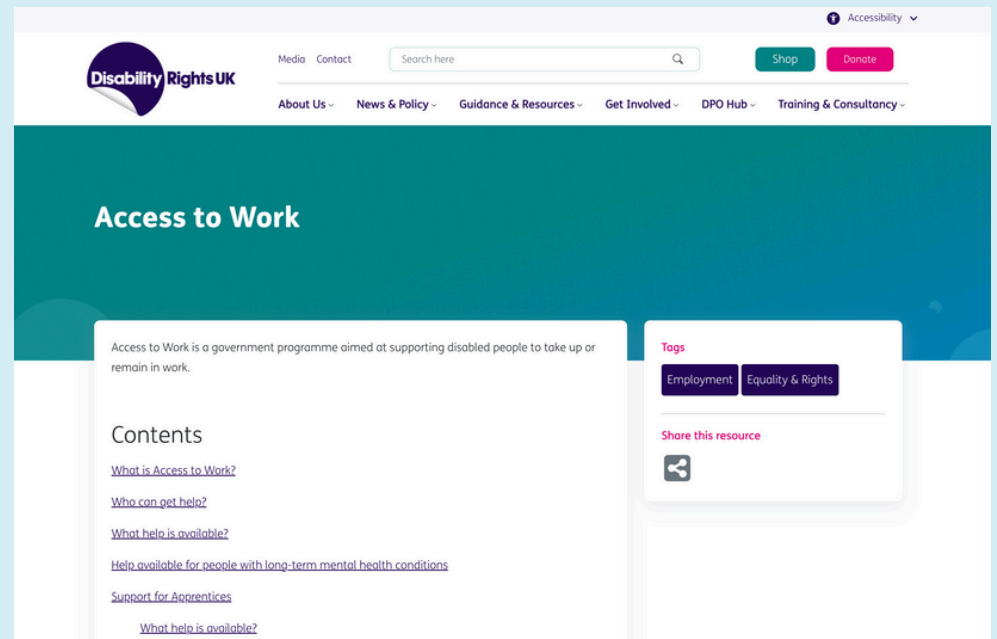 Accessibility
Disability Rights UK
Media Contact
Search here
Shop
Donate
About Us
News & Policy
Guidance & Resources
Get Involved
DPO Hub
Training & Consultancy
Access to Work
Access to Work is a government programme aimed at supporting disabled people to take up or
remain in work.
Contents
What is Access to Work?
Who can get help?
What help is available?
Help available for people with long-term mental health conditions
Support for Apprentices
What help is available?
Tags
Employment
Equality & Rights
Share this resource